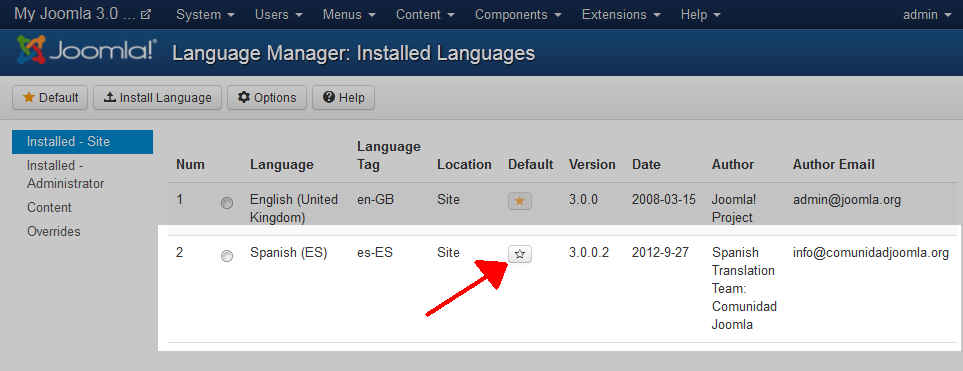 My Joomla 3.0 ... System Users Menus Content Components Extensions Help admin
Joomla!® Language Manager: Installed Languages
Default Install Language Options Help
Installed - Site
Installed - Administrator
Content
Overrides
Num Language Language Tag Location Default Version Date Author Author Email
1 English (United Kingdom) en-GB Site 3.0.0 2008-03-15 Joomla! Project admin@joomla.org
2 Spanish (ES) es-ES Site 3.0.0.2 2012-9-27 Spanish Translation Team: Comunidad Joomla info@comunidadjoomla.org